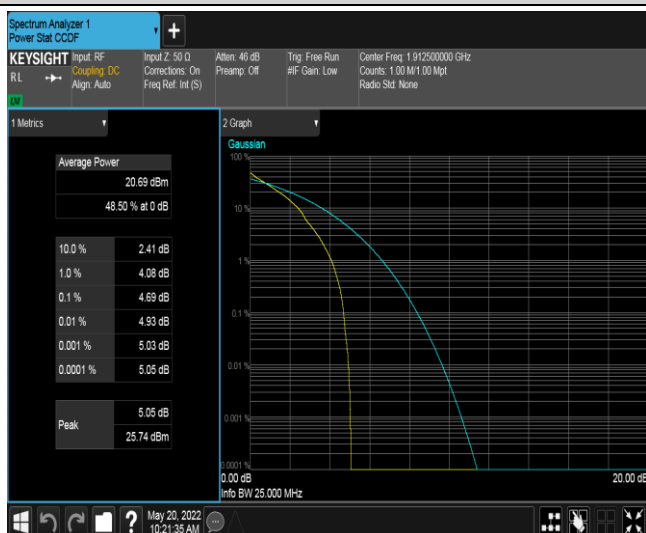 Spectrum Analyzer 1
Power Stat CCDF
+
KEYSIGHT
RL
Input: RF
Coupling: DC
Align: Auto
Input Z: 50 Ω
Corrections: On
Freq Ref: Int (S)
Atten: 46 dB
Preamp: Off
Trig: Free Run
#IF Gain: Low
Center Freq: 1.912500000 GHz
Counts: 1.00 M/1.00 Mpt
Radio Std: None
1 Metrics
Average Power
20.69 dBm
48.50 % at 0 dB
10.0 % 2.41 dB
1.0 % 4.08 dB
0.1 % 4.69 dB
0.01 % 4.93 dB
0.001 % 5.03 dB
0.0001 % 5.05 dB
Peak
5.05 dB
25.74 dBm
2 Graph
Gaussian
100 %
10 %
1 %
0.1 %
0.01 %
0.001 %
0.0001 %
0.00 dB
20.00 dB
Info BW 25.000 MHz
?
May 20, 2022
10:21:35 AM